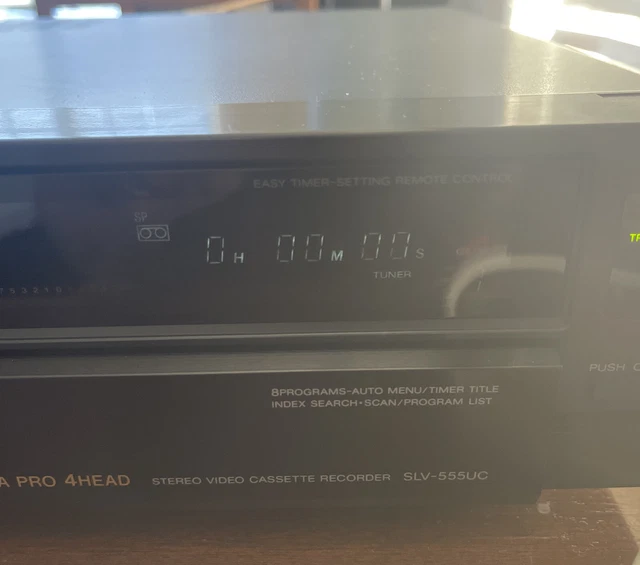 EASY TIMER-SETTING REMOTE CONTROL
SP
0H 00M 00S
TUNER
PUSH
8PROGRAMS-AUTO MENU/TIMER TITLE
INDEX SEARCH•SCAN/PROGRAM LIST
A PRO 4HEAD STEREO VIDEO CASSETTE RECORDER SLV-555UC